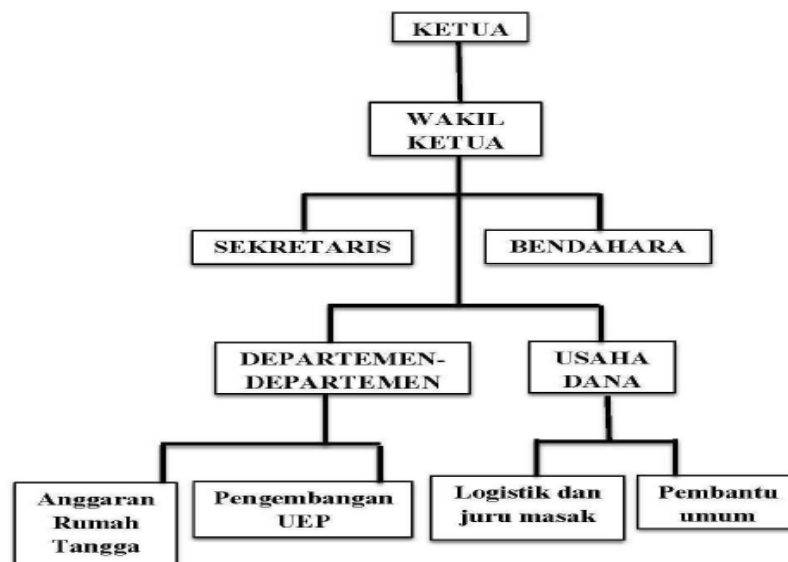 KETUA
WAKIL
KETUA
SEKRETARIS
BENDAHARA
DEPARTEMEN-
DEPARTEMEN
USAHA
DANA
Anggaran
Rumah
Tangga
Pengembangan
UEP
Logistik dan
juru masak
Pembantu
umum